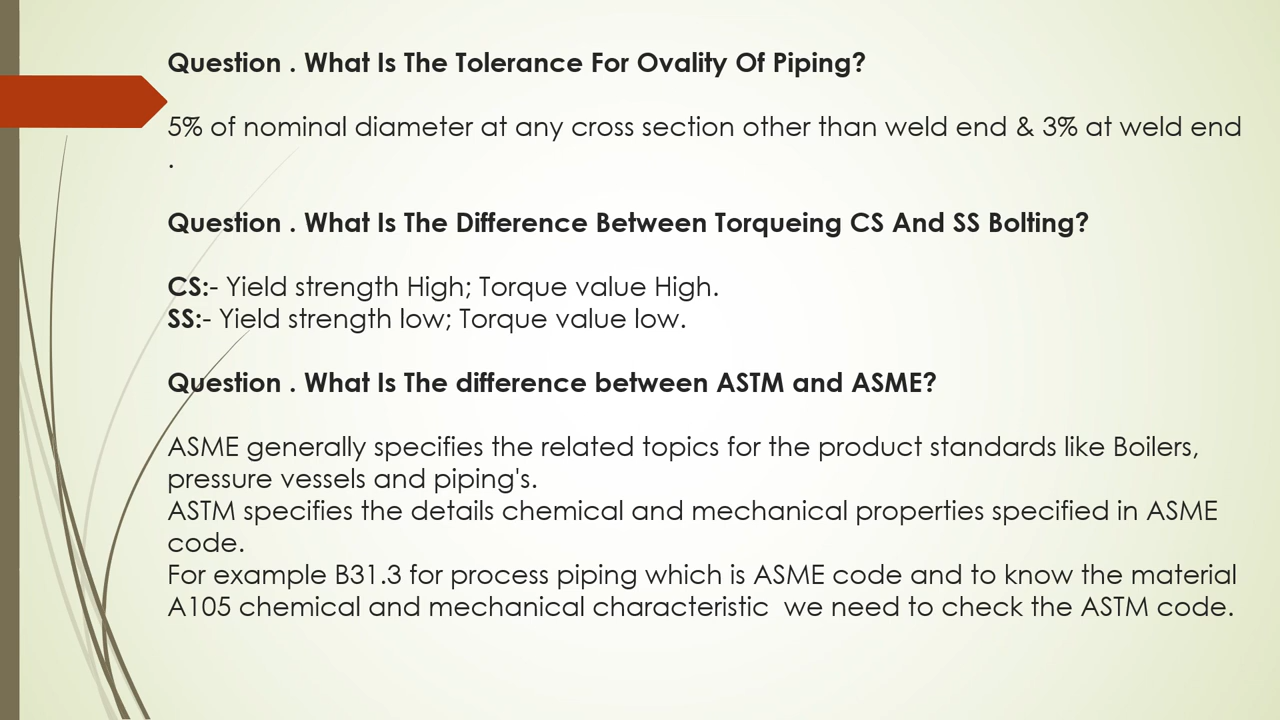 Question . What Is The Tolerance For Ovality Of Piping?
5% of nominal diameter at any cross section other than weld end & 3% at weld end
.
Question . What Is The Difference Between Torqueing CS And SS Bolting?
CS:- Yield strength High; Torque value High.
SS:- Yield strength low; Torque value low.
Question . What Is The difference between ASTM and ASME?
ASME generally specifies the related topics for the product standards like Boilers,
pressure vessels and piping's.
ASTM specifies the details chemical and mechanical properties specified in ASME
code.
For example B31.3 for process piping which is ASME code and to know the material
A105 chemical and mechanical characteristic  we need to check the ASTM code.